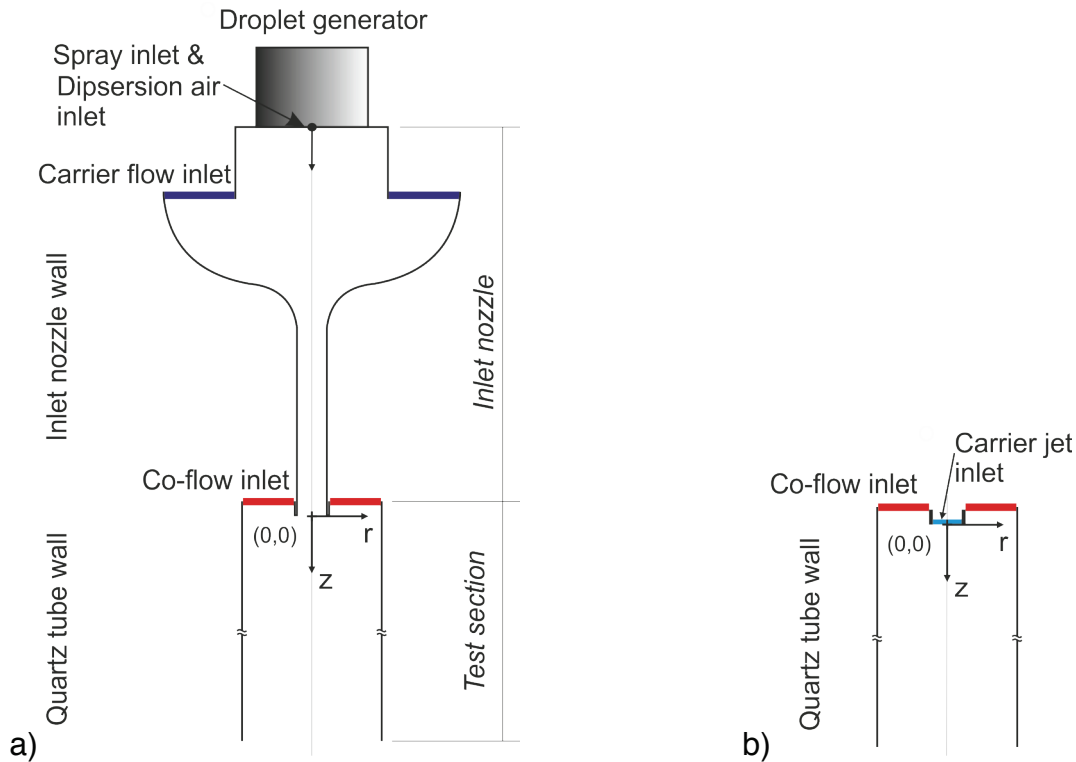 Droplet generator
Spray inlet &
Dipsersion air
inlet
Carrier flow inlet
Inlet nozzle wall
Inlet nozzle
Co-flow inlet
(0,0)
r
z
Quartz tube wall
Test section
a)
Carrier jet
inlet
Co-flow inlet
(0,0)
r
z
Quartz tube wall
b)